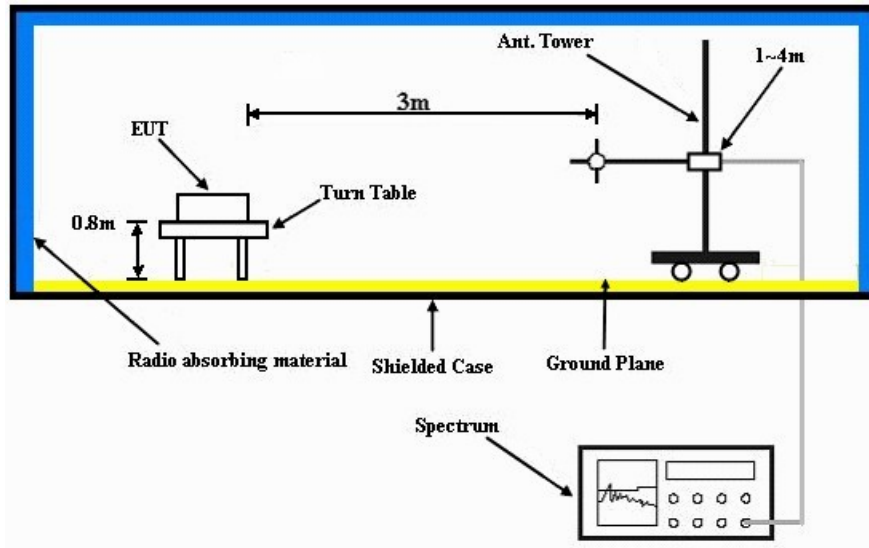 Ant. Tower
1~4m
3m
EUT
Turn Table
0.8m
Radio absorbing material
Shielded Case
Ground Plane
Spectrum